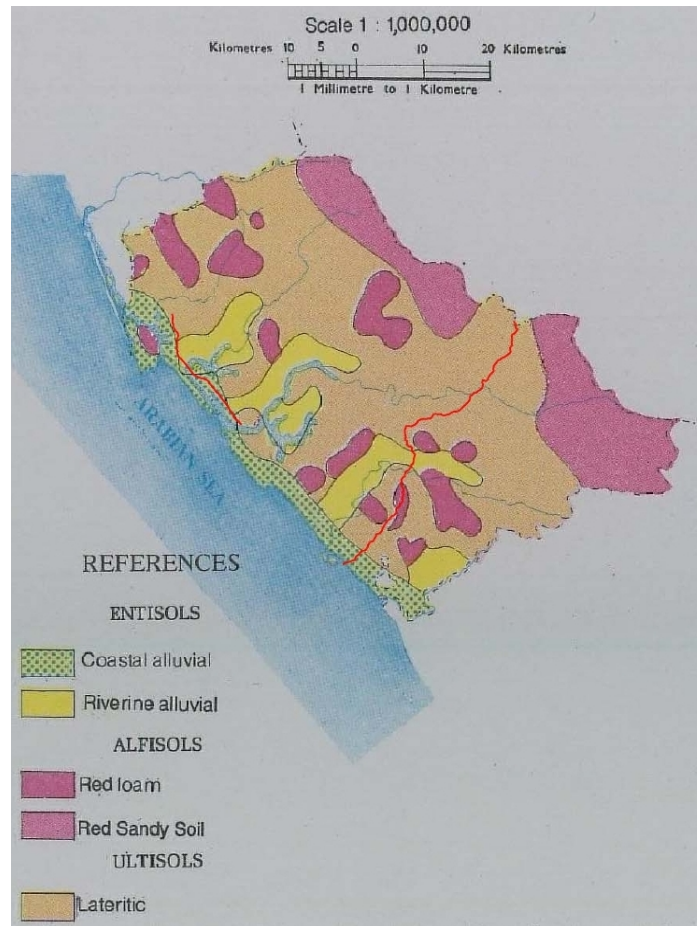 Scale 1 : 1,000,000
Kilometres 10 5 0 10 20 Kilometres
1 Millimetre to 1 Kilometre
ARABIAN SEA
REFERENCES
ENTISOLS
Coastal alluvial
Riverine alluvial
ALFISOLS
Red loam
Red Sandy Soil
ULTISOLS
Lateritic